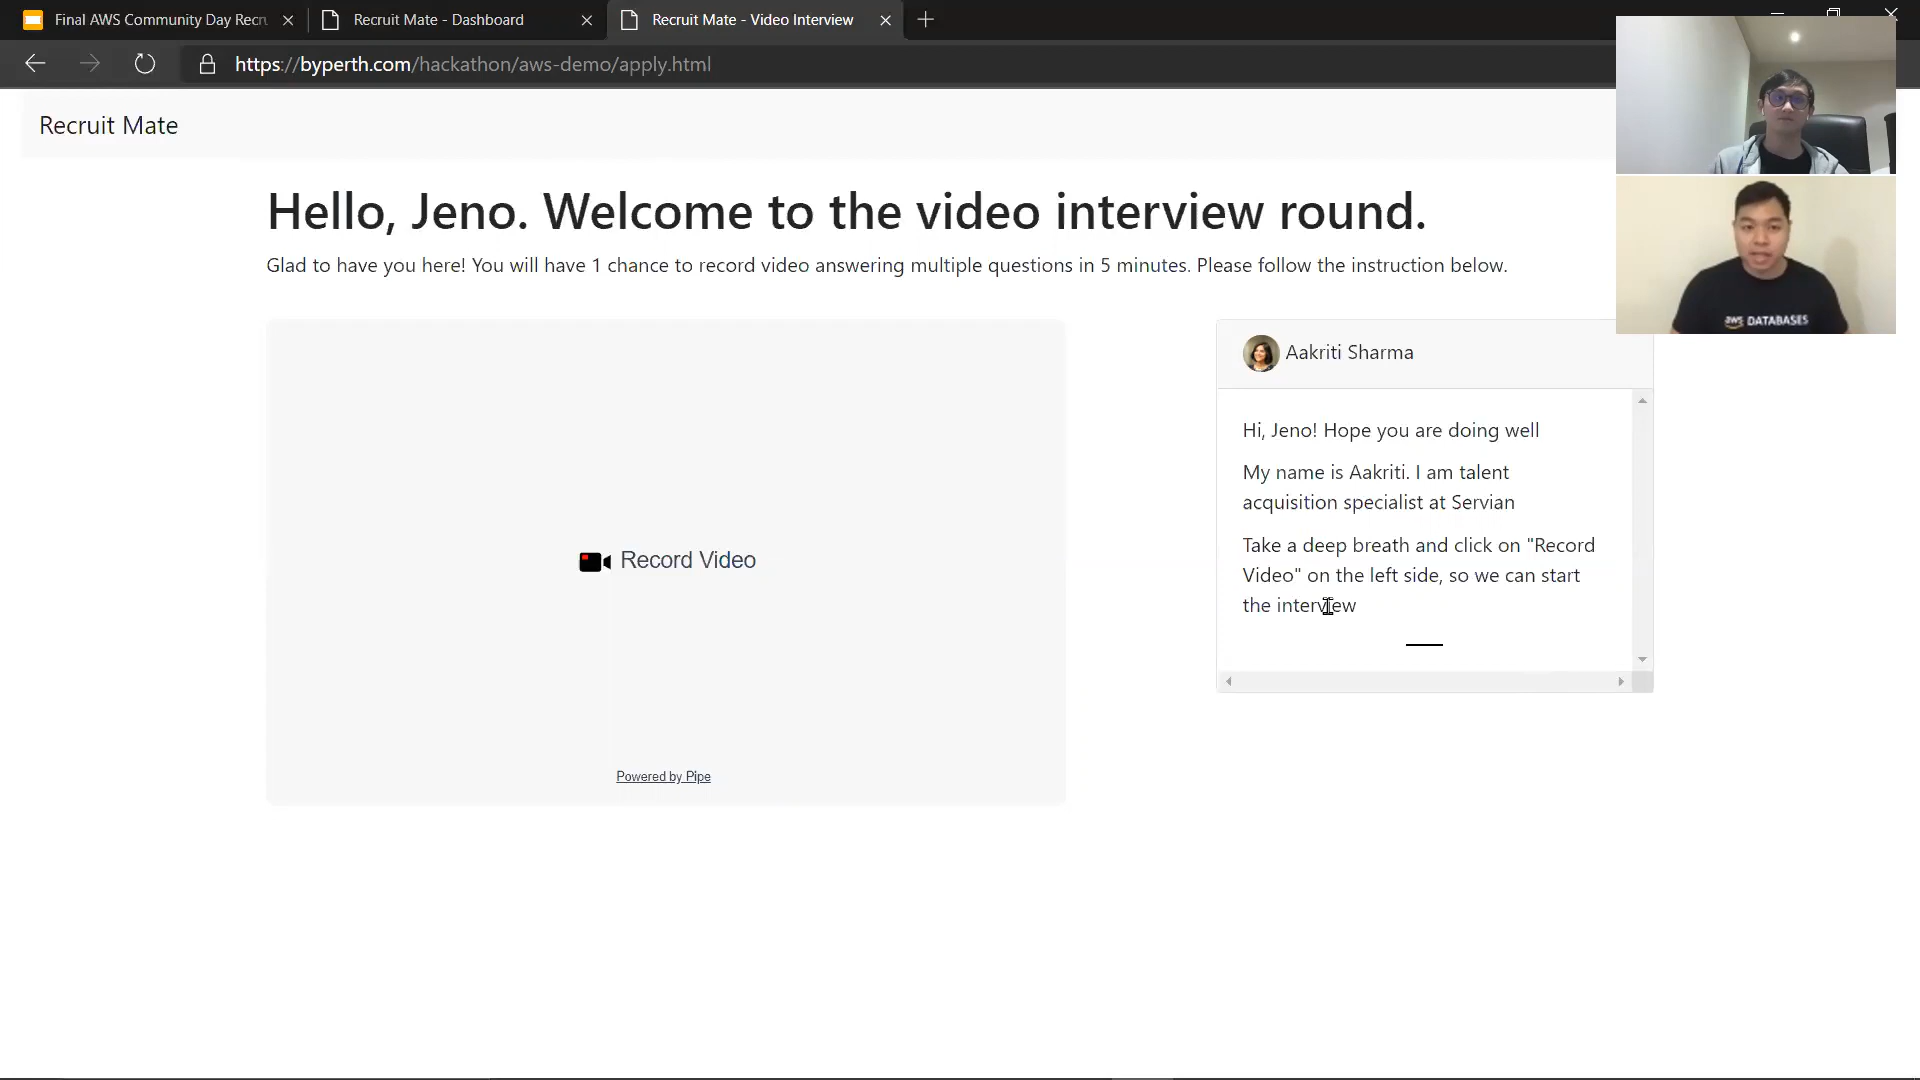 Final AWS Community Day Recru
Recruit Mate - Dashboard
Recruit Mate - Video Interview
https://byperth.com/hackathon/aws-demo/apply.html
Recruit Mate
Hello, Jeno. Welcome to the video interview round.
Glad to have you here! You will have 1 chance to record video answering multiple questions in 5 minutes. Please follow the instruction below.
aws DATABASES
Record Video
Powered by Pipe
Aakriti Sharma
Hi, Jeno! Hope you are doing well
My name is Aakriti. I am talent
acquisition specialist at Servian
Take a deep breath and click on "Record
Video" on the left side, so we can start
the interview